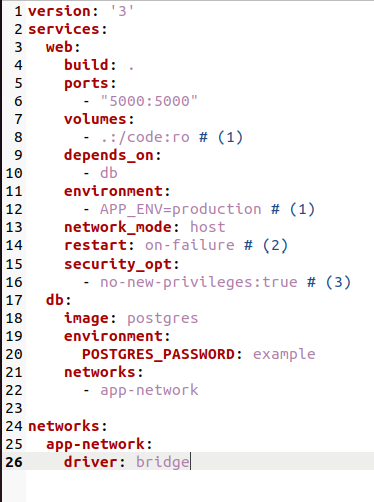 1 version: '3'
2 services:
3   web:
4     build: .
5     ports:
6       - "5000:5000"
7     volumes:
8       - .:/code:ro # (1)
9     depends_on:
10       - db
11     environment:
12       - APP_ENV=production # (1)
13     network_mode: host
14     restart: on-failure # (2)
15     security_opt:
16       - no-new-privileges:true # (3)
17   db:
18     image: postgres
19     environment:
20       POSTGRES_PASSWORD: example
21     networks:
22       - app-network
23
24 networks:
25   app-network:
26     driver: bridge